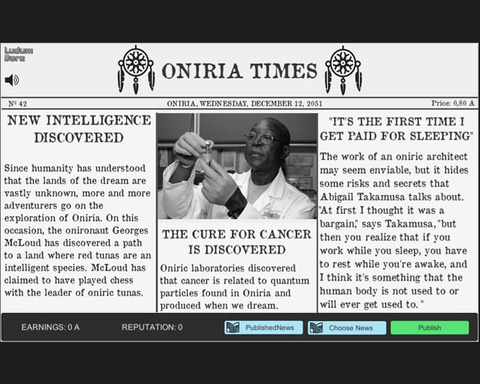 Ludum
Dare
ONIRIA TIMES
Nº 42
ONIRIA, WEDNESDAY, DECEMBER 12, 2051
Price: 0,80 A
NEW INTELLIGENCE
DISCOVERED
Since humanity has understood
that the lands of the dream are
vastly unknown, more and more
adventurers go on the
exploration of Oniria. On this
occasion, the onironaut Georges
McLoud has discovered a path
to a land where red tunas are an
intelligent species. McLoud has
claimed to have played chess
with the leader of oniric tunas.
THE CURE FOR CANCER
IS DISCOVERED
Oniric laboratories discovered
that cancer is related to quantum
particles found in Oniria and
produced when we dream.
"IT'S THE FIRST TIME I
GET PAID FOR SLEEPING"
The work of an oniric architect
may seem enviable, but it hides
some risks and secrets that
Abigail Takamusa talks about.
"At first I thought it was a
bargain," says Takamusa, "but
then you realize that if you
work while you sleep, you have
to rest while you're awake, and
I think it's something that the
human body is not used to or
will ever get used to. "
EARNINGS: 0 A
REPUTATION: 0
PublishedNews
Choose News
Publish